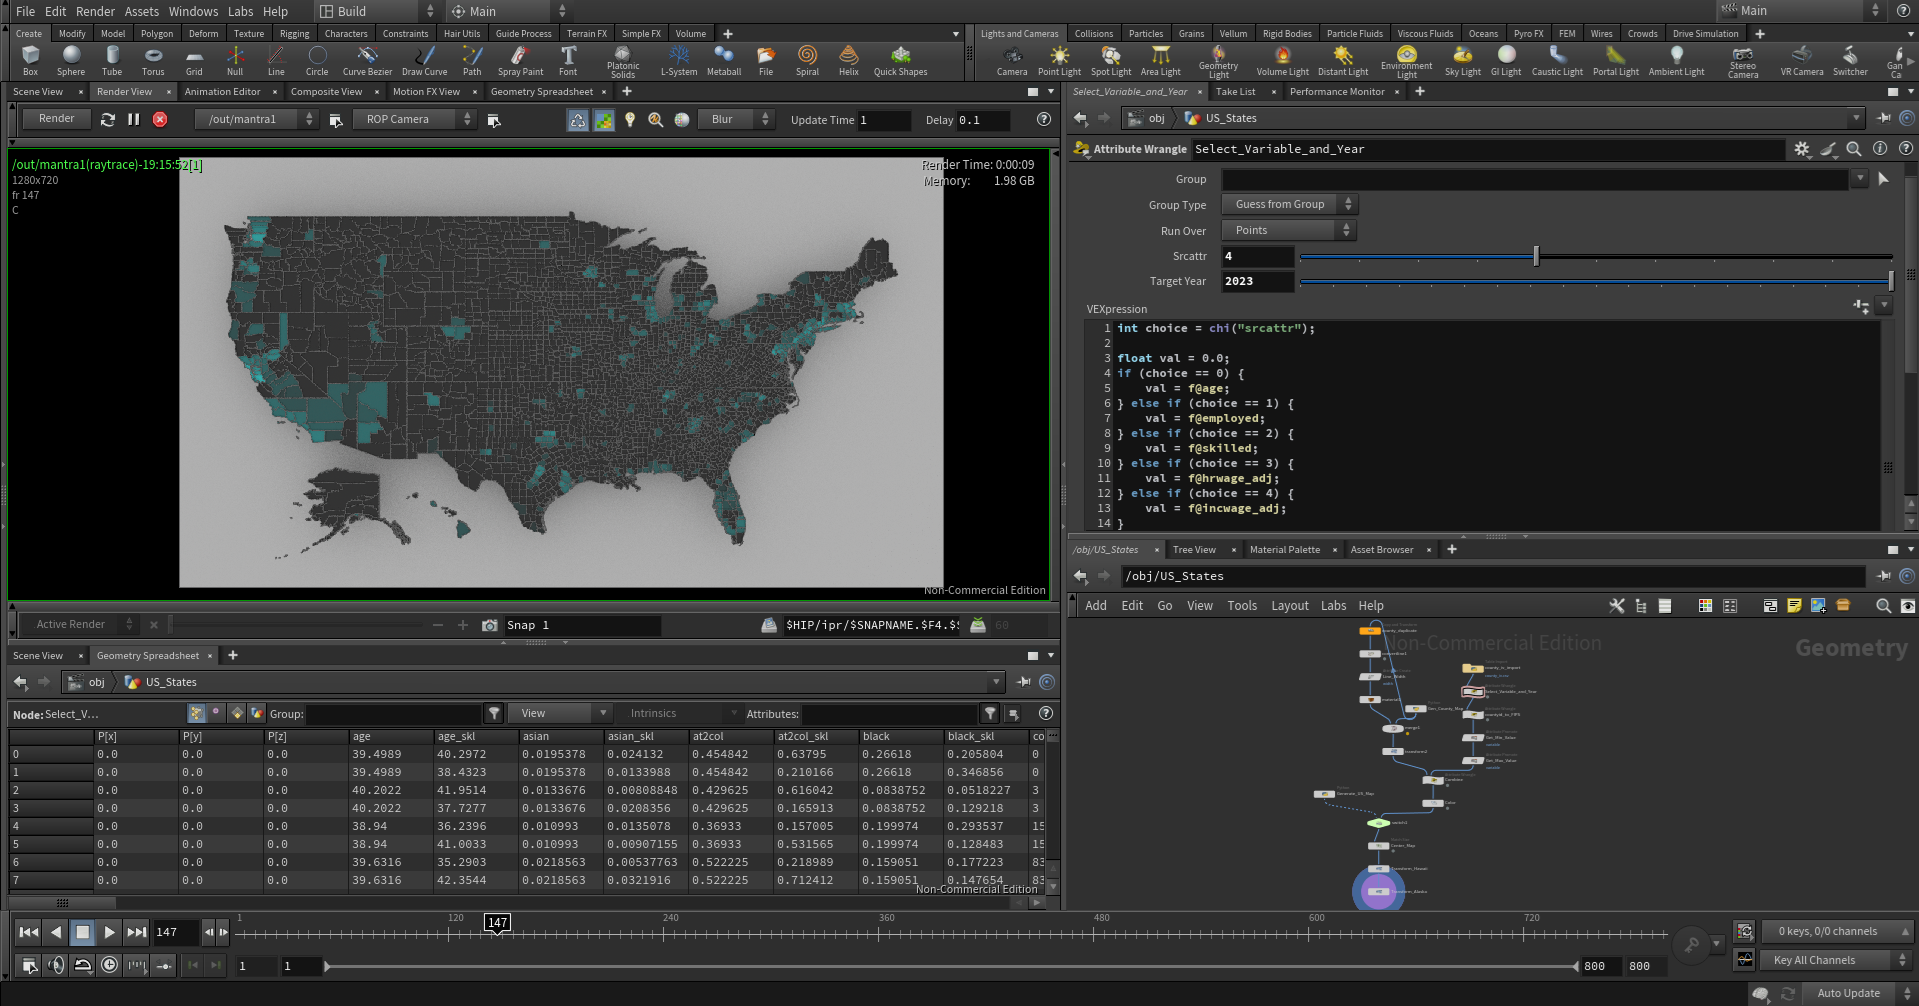 File Edit Render Assets Windows Labs Help Build Main Main
Create Modify Model Polygon Deform Texture Rigging Characters Constraints Hair Utils Guide Process Terrain FX Simple FX Volume
Box Sphere Tube Torus Grid Null Line Circle Curve Bezier Draw Curve Path Spray Paint Font Platonic Solids L-System Metaball File Spiral Helix Quick Shapes
Lights and Cameras Collisions Particles Grains Vellum Rigid Bodies Particle Fluids Viscous Fluids Oceans Pyro FX FEM Wires Crowds Drive Simulation
Camera Point Light Spot Light Area Light Geometry Light Volume Light Distant Light Environment Light Sky Light GI Light Caustic Light Portal Light Ambient Light Stereo Camera VR Camera Switcher Gan Ca
Scene View Render View Animation Editor Composite View Motion FX View Geometry Spreadsheet
Render /out/mantra1 ROP Camera Blur Update Time 1 Delay 0.1
/out/mantra1(raytrace)-19:15:52[1]
1280x720
fr 147
C
Render Time: 0:00:09
Memory: 1.98 GB
Non-Commercial Edition
Active Render Snap 1 $HIP/ipr/$SNAPNAME.$F4.$ 60
Select_Variable_and_Year Take List Performance Monitor
obj US_States
Attribute Wrangle Select_Variable_and_Year
Group
Group Type Guess from Group
Run Over Points
Srcattr 4
Target Year 2023
VEXpression
1 int choice = chi("srcattr");
2
3 float val = 0.0;
4 if (choice == 0) {
5 val = f@age;
6 } else if (choice == 1) {
7 val = f@employed;
8 } else if (choice == 2) {
9 val = f@skilled;
10 } else if (choice == 3) {
11 val = f@hrwage_adj;
12 } else if (choice == 4) {
13 val = f@incwage_adj;
14 }
/obj/US_States Tree View Material Palette Asset Browser
/obj/US_States
Add Edit Go View Tools Layout Labs Help
Non-Commercial Edition
Geometry
Scene View Geometry Spreadsheet
obj US_States
Node: Select_V... Group: View Intrinsics Attributes:
P[x] P[y] P[z] age age_skl asian asian_skl at2col at2col_skl black black_skl co
0 0.0 0.0 0.0 39.4989 40.2972 0.0195378 0.024132 0.454842 0.63795 0.26618 0.205804 0
1 0.0 0.0 0.0 39.4989 38.4323 0.0195378 0.0133988 0.454842 0.210166 0.26618 0.346856 0
2 0.0 0.0 0.0 40.2022 41.9514 0.0133676 0.00808848 0.429625 0.616042 0.0838752 0.0518227 3
3 0.0 0.0 0.0 40.2022 37.7277 0.0133676 0.0208356 0.429625 0.165913 0.0838752 0.129218 3
4 0.0 0.0 0.0 38.94 36.2396 0.010993 0.0135078 0.36933 0.157005 0.199974 0.293537 15
5 0.0 0.0 0.0 38.94 41.0033 0.010993 0.00907155 0.36933 0.531565 0.199974 0.128483 15
6 0.0 0.0 0.0 39.6316 35.2903 0.0218563 0.00537763 0.522225 0.218989 0.159051 0.177223 83
7 0.0 0.0 0.0 39.6316 42.3544 0.0218563 0.0321916 0.522225 0.712412 0.159051 0.147654 83
Non-Commercial Edition
147 1 120 147 240 360 480 600 720 0 keys, 0/0 channels
1 1 800 800 Key All Channels
Auto Update